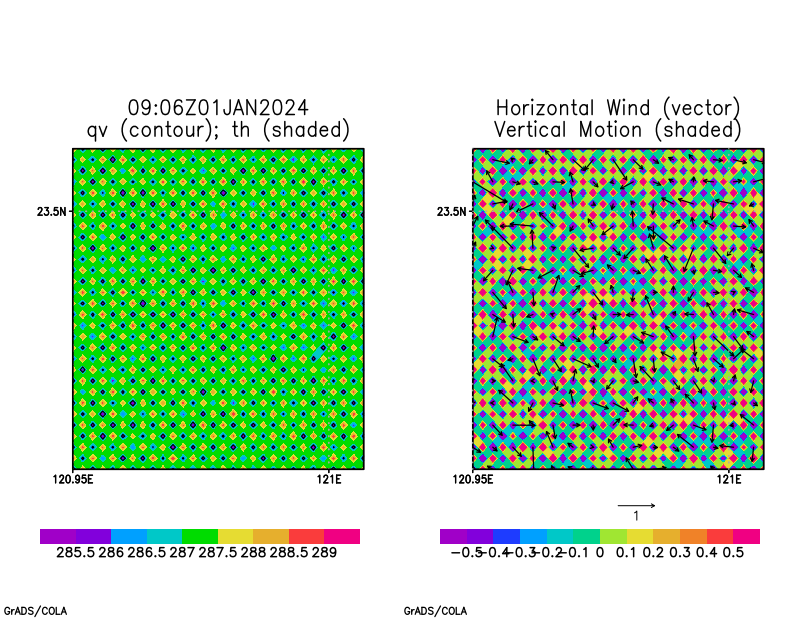 09:06Z01JAN2024
qv (contour); th (shaded)
23.5N
120.95E 121E
285.5 286 286.5 287 287.5 288 288.5 289
GrADS/COLA
Horizontal Wind (vector)
Vertical Motion (shaded)
23.5N
120.95E 121E
1
-0.5 -0.4 -0.3 -0.2 -0.1 0 0.1 0.2 0.3 0.4 0.5
GrADS/COLA